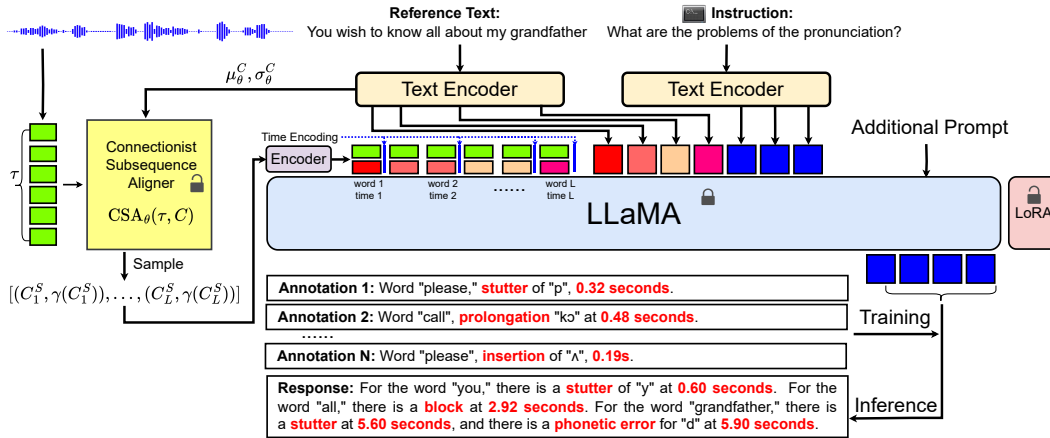 Reference Text:
You wish to know all about my grandfather
Instruction:
What are the problems of the pronunciation?
μ_θ^C, σ_θ^C
Text Encoder
Text Encoder
Additional Prompt
τ
Connectionist
Subsequence
Aligner
CSA_θ(τ, C)
Time Encoding
Encoder
word 1
time 1
word 2
time 2
......
word L
time L
LLaMA
LoRA
Sample
[(C_1^S, γ(C_1^S)), . . . , (C_L^S, γ(C_L^S))]
Annotation 1: Word "please," stutter of "p", 0.32 seconds.
Annotation 2: Word "call", prolongation "kɔ" at 0.48 seconds.
......
Annotation N: Word "please", insertion of "ʌ", 0.19s.
Training
Response: For the word "you," there is a stutter of "y" at 0.60 seconds. For the
word "all," there is a block at 2.92 seconds. For the word "grandfather," there is
a stutter at 5.60 seconds, and there is a phonetic error for "d" at 5.90 seconds.
Inference